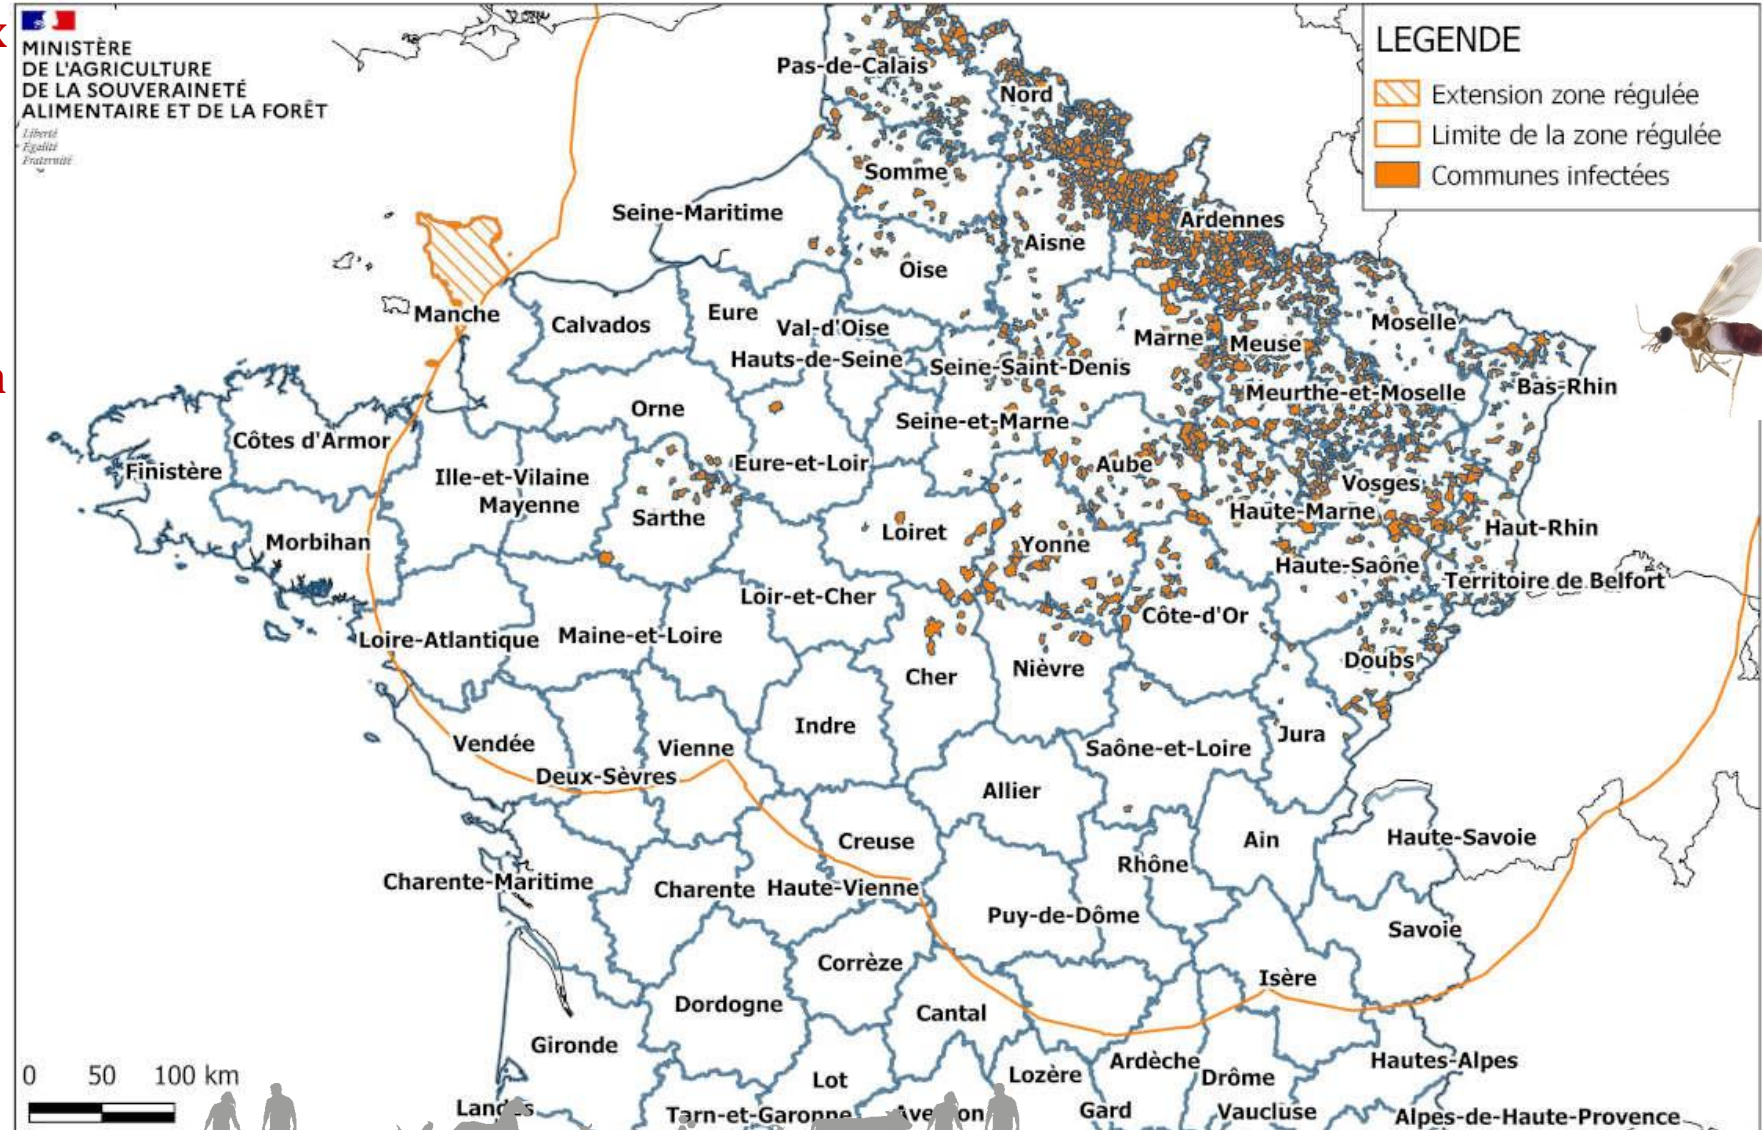 x
MINISTÈRE
DE L'AGRICULTURE
DE LA SOUVERAINETÉ
ALIMENTAIRE ET DE LA FORÊT
Liberté
Égalité
Fraternité
LEGENDE
Extension zone régulée
Limite de la zone régulée
Communes infectées
Pas-de-Calais
Nord
Somme
Seine-Maritime
Ardennes
Aisne
Oise
Manche
Calvados
Eure
Val-d'Oise
Marne
Meuse
Moselle
Hauts-de-Seine
Seine-Saint-Denis
Meurthe-et-Moselle
Bas-Rhin
Orne
Seine-et-Marne
Côtes d'Armor
Finistère
Ille-et-Vilaine
Eure-et-Loir
Aube
Vosges
Mayenne
Sarthe
Haute-Marne
Loiret
Haut-Rhin
Morbihan
Yonne
Haute-Saône
Territoire de Belfort
Loir-et-Cher
Côte-d'Or
Loire-Atlantique
Maine-et-Loire
Doubs
Cher
Nièvre
Indre
Jura
Vendée
Vienne
Saône-et-Loire
Deux-Sèvres
Allier
Creuse
Ain
Haute-Savoie
Rhône
Charente-Maritime
Charente
Haute-Vienne
Puy-de-Dôme
Savoie
Corrèze
Isère
Dordogne
Cantal
Gironde
Ardèche
Hautes-Alpes
Lot
Lozère
Drôme
0 50 100 km
Landes
Tarn-et-Garonne
Aveyron
Gard
Vaucluse
Alpes-de-Haute-Provence